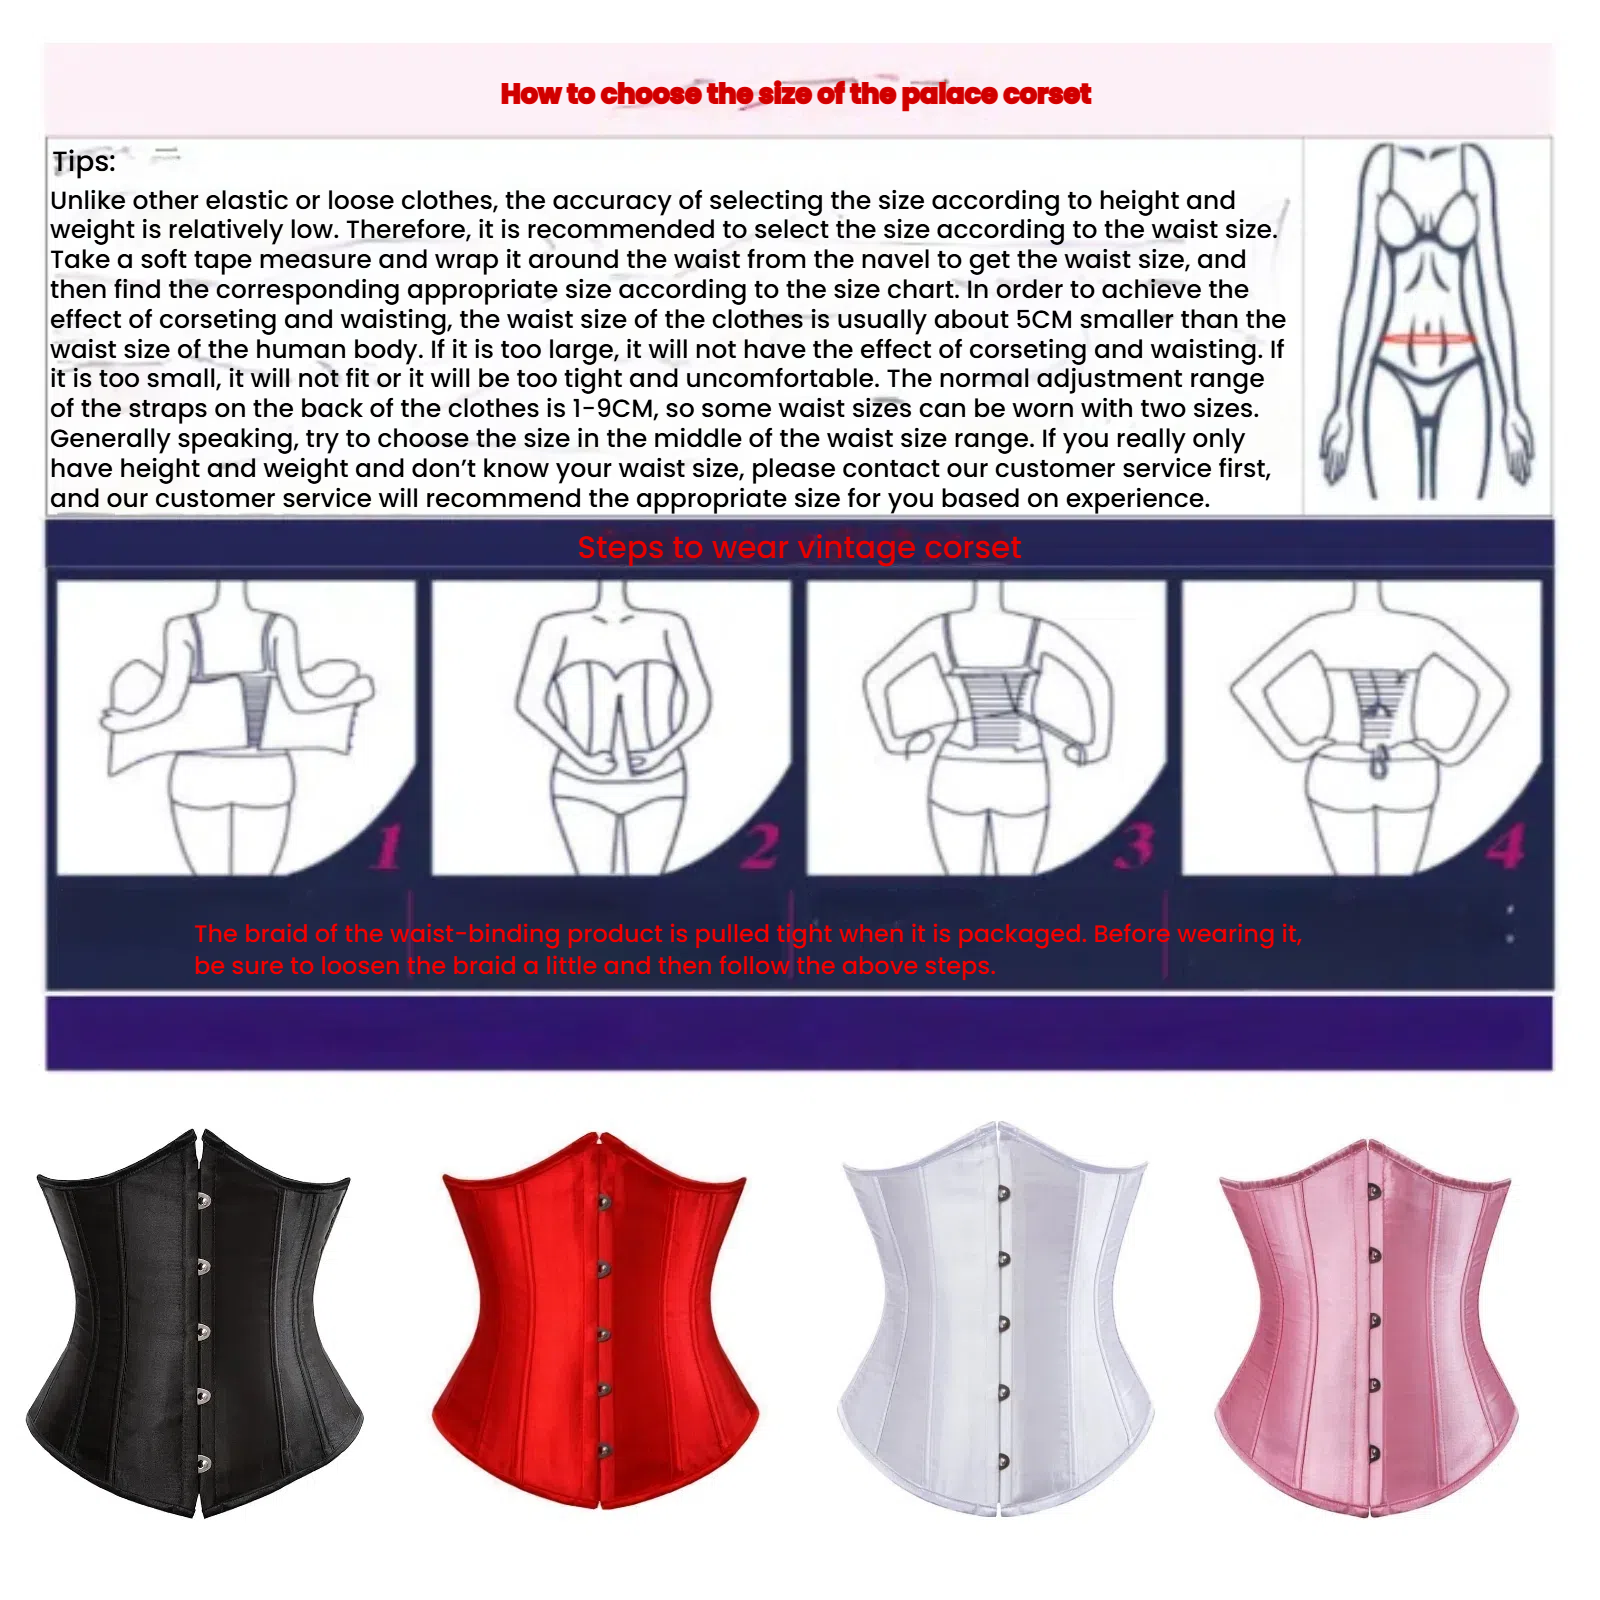 How to choose the size of the palace corset
Tips:
Unlike other elastic or loose clothes, the accuracy of selecting the size according to height and
weight is relatively low. Therefore, it is recommended to select the size according to the waist size.
Take a soft tape measure and wrap it around the waist from the navel to get the waist size, and
then find the corresponding appropriate size according to the size chart. In order to achieve the
effect of corseting and waisting, the waist size of the clothes is usually about 5CM smaller than the
waist size of the human body. If it is too large, it will not have the effect of corseting and waisting. If
it is too small, it will not fit or it will be too tight and uncomfortable. The normal adjustment range
of the straps on the back of the clothes is 1-9CM, so some waist sizes can be worn with two sizes.
Generally speaking, try to choose the size in the middle of the waist size range. If you really only
have height and weight and don’t know your waist size, please contact our customer service first,
and our customer service will recommend the appropriate size for you based on experience.
Steps to wear vintage corset
1
2
3
4
The braid of the waist-binding product is pulled tight when it is packaged. Before wearing it,
be sure to loosen the braid a little and then follow the above steps.